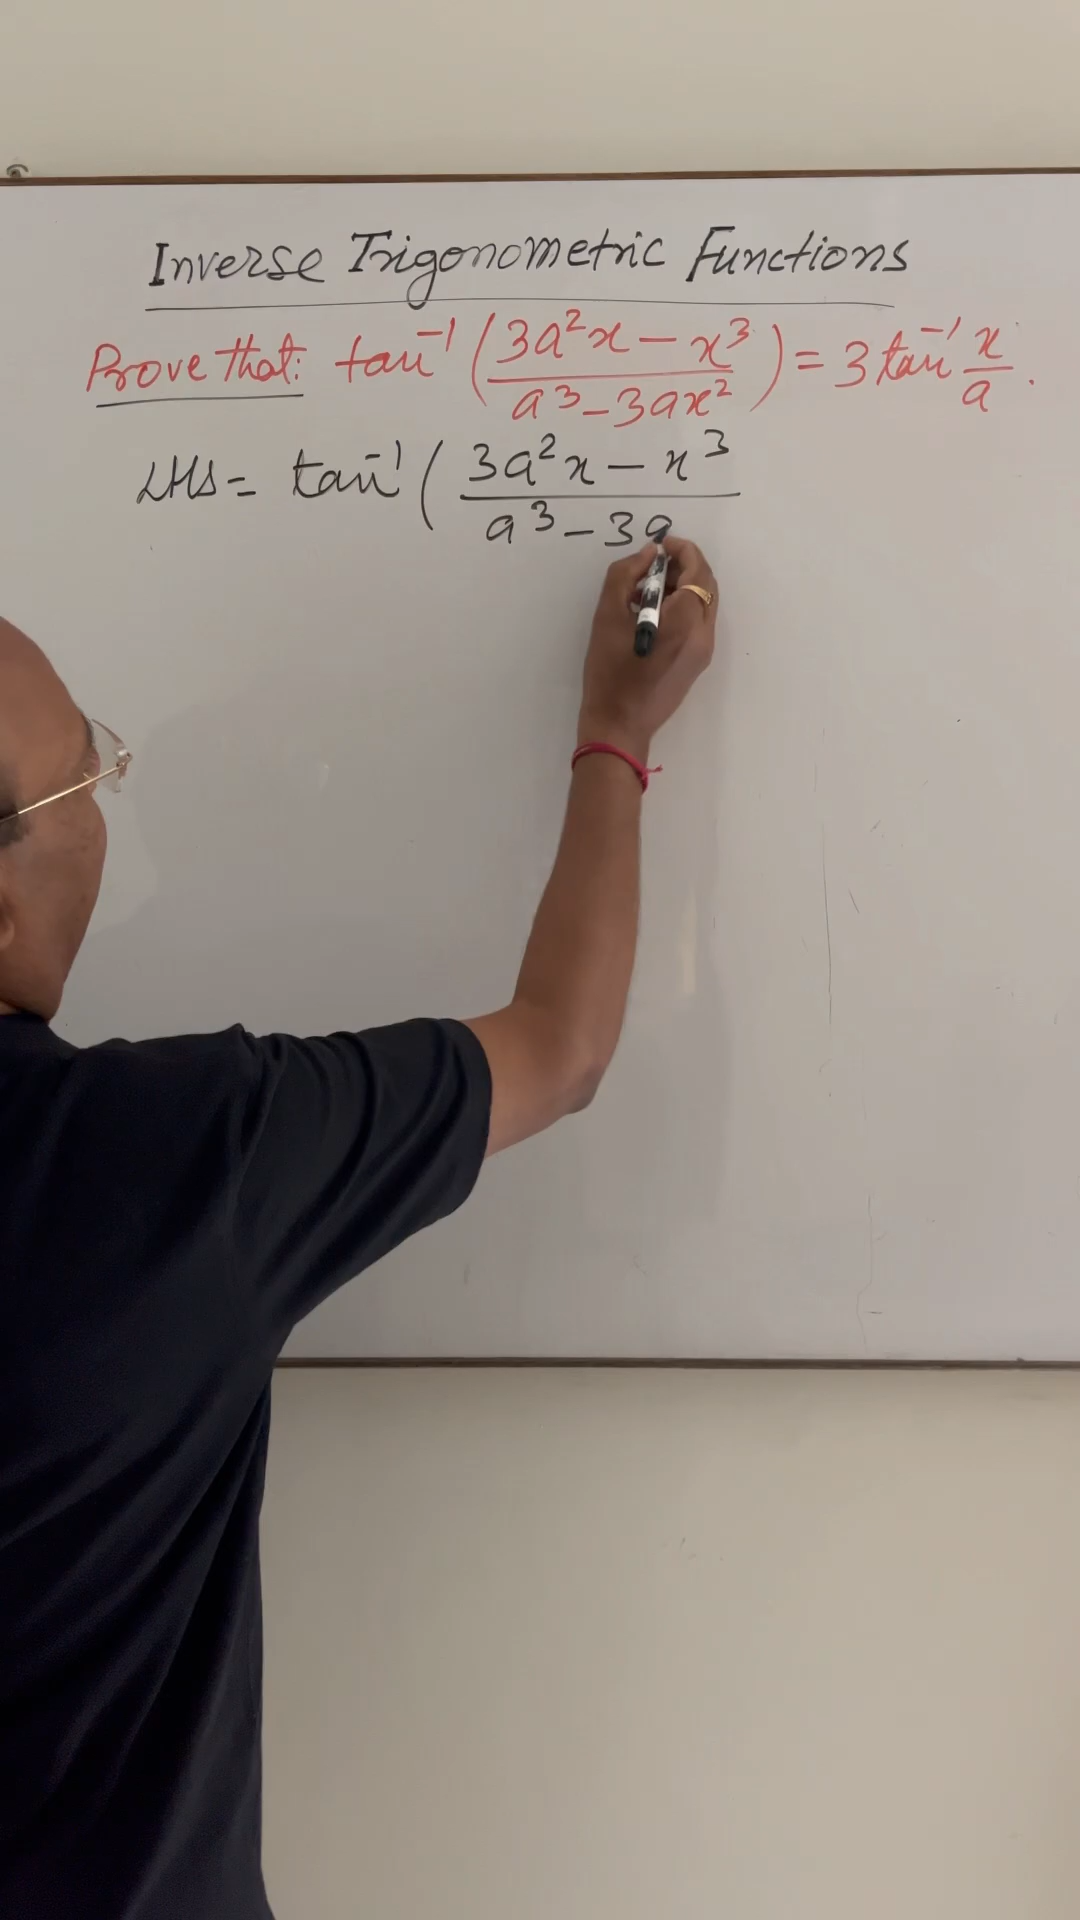 Inverse Trigonometric Functions
Prove that: tan⁻¹ (3a²x − x³ / a³ − 3ax²) = 3 tan⁻¹ x/a.
LHS = tan⁻¹ (3a²x − x³ / a³ − 3a